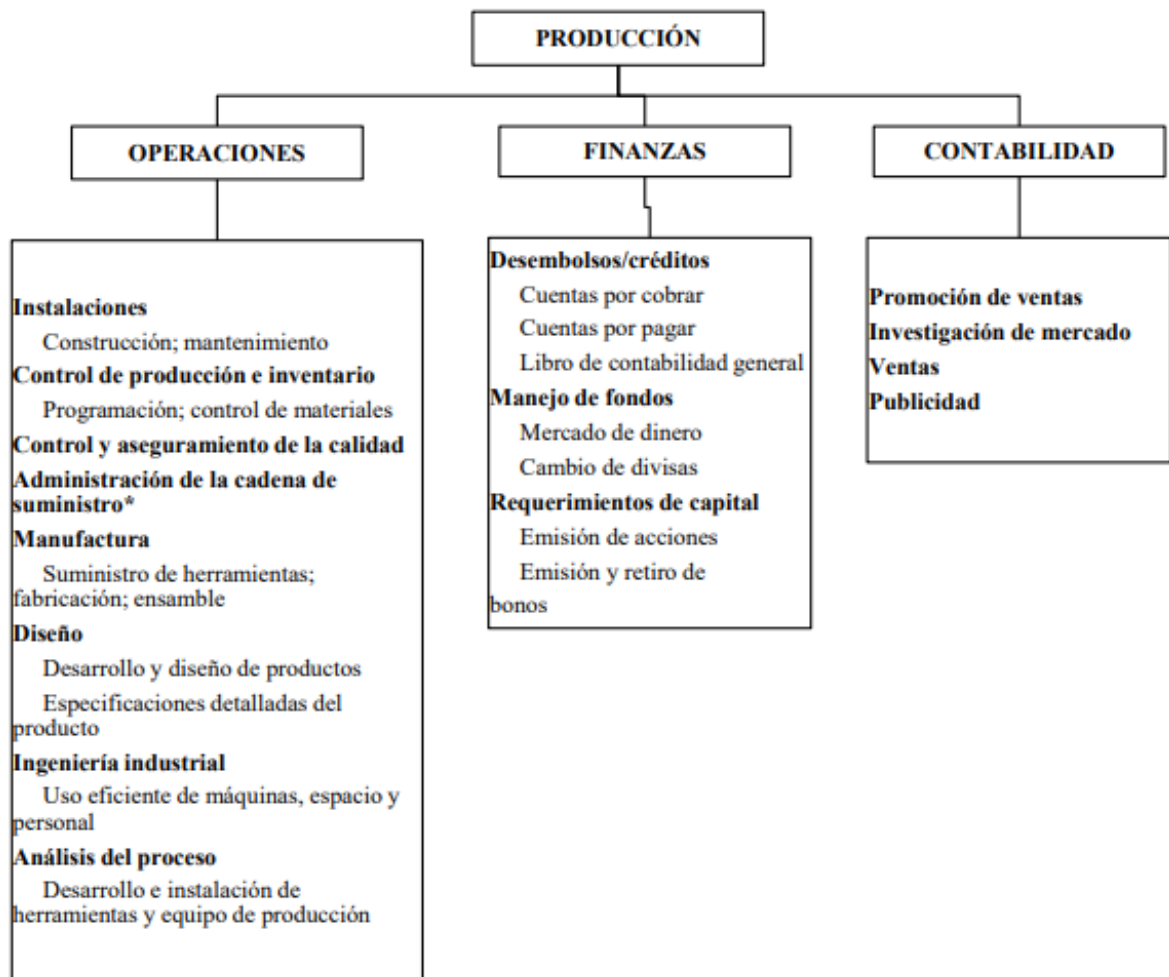 PRODUCCIÓN
OPERACIONES
FINANZAS
CONTABILIDAD
Instalaciones
Construcción; mantenimiento
Control de producción e inventario
Programación; control de materiales
Control y aseguramiento de la calidad
Administración de la cadena de
suministro*
Manufactura
Suministro de herramientas;
fabricación; ensamble
Diseño
Desarrollo y diseño de productos
Especificaciones detalladas del
producto
Ingeniería industrial
Uso eficiente de máquinas, espacio y
personal
Análisis del proceso
Desarrollo e instalación de
herramientas y equipo de producción
Desembolsos/créditos
Cuentas por cobrar
Cuentas por pagar
Libro de contabilidad general
Manejo de fondos
Mercado de dinero
Cambio de divisas
Requerimientos de capital
Emisión de acciones
Emisión y retiro de
bonos
Promoción de ventas
Investigación de mercado
Ventas
Publicidad